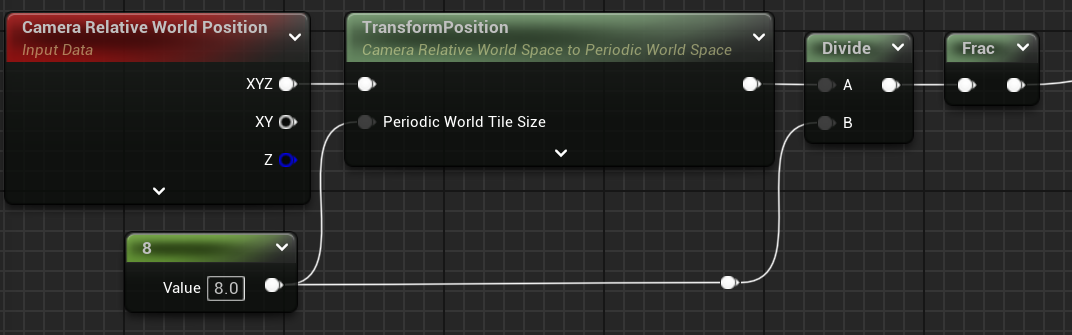 Camera Relative World Position
Input Data
XYZ
XY
Z
TransformPosition
Camera Relative World Space to Periodic World Space
Periodic World Tile Size
Divide
A
B
Frac
8
Value 8.0